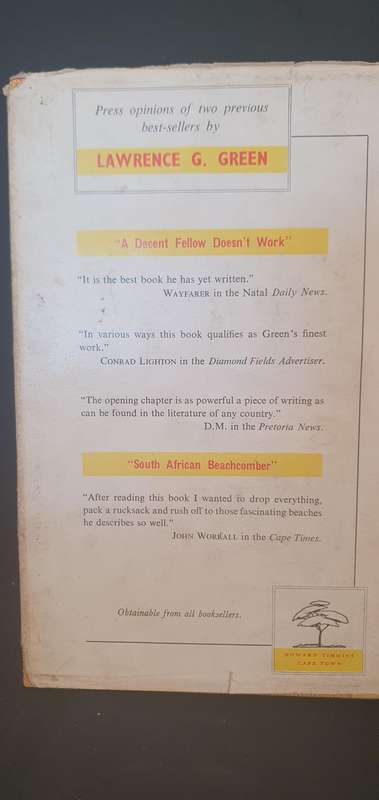 Press opinions of two previous
best-sellers by
LAWRENCE G. GREEN
"A Decent Fellow Doesn't Work"
"It is the best book he has yet written."
WAYFARER in the Natal Daily News.
"In various ways this book qualifies as Green's finest
work."
CONRAD LIGHTON in the Diamond Fields Advertiser.
"The opening chapter is as powerful a piece of writing as
can be found in the literature of any country."
D.M. in the Pretoria News.
"South African Beachcomber"
"After reading this book I wanted to drop everything,
pack a rucksack and rush off to those fascinating beaches
he describes so well."
JOHN WORRALL in the Cape Times.
Obtainable from all booksellers.
HOWARD TIMMINS
CAPE TOWN